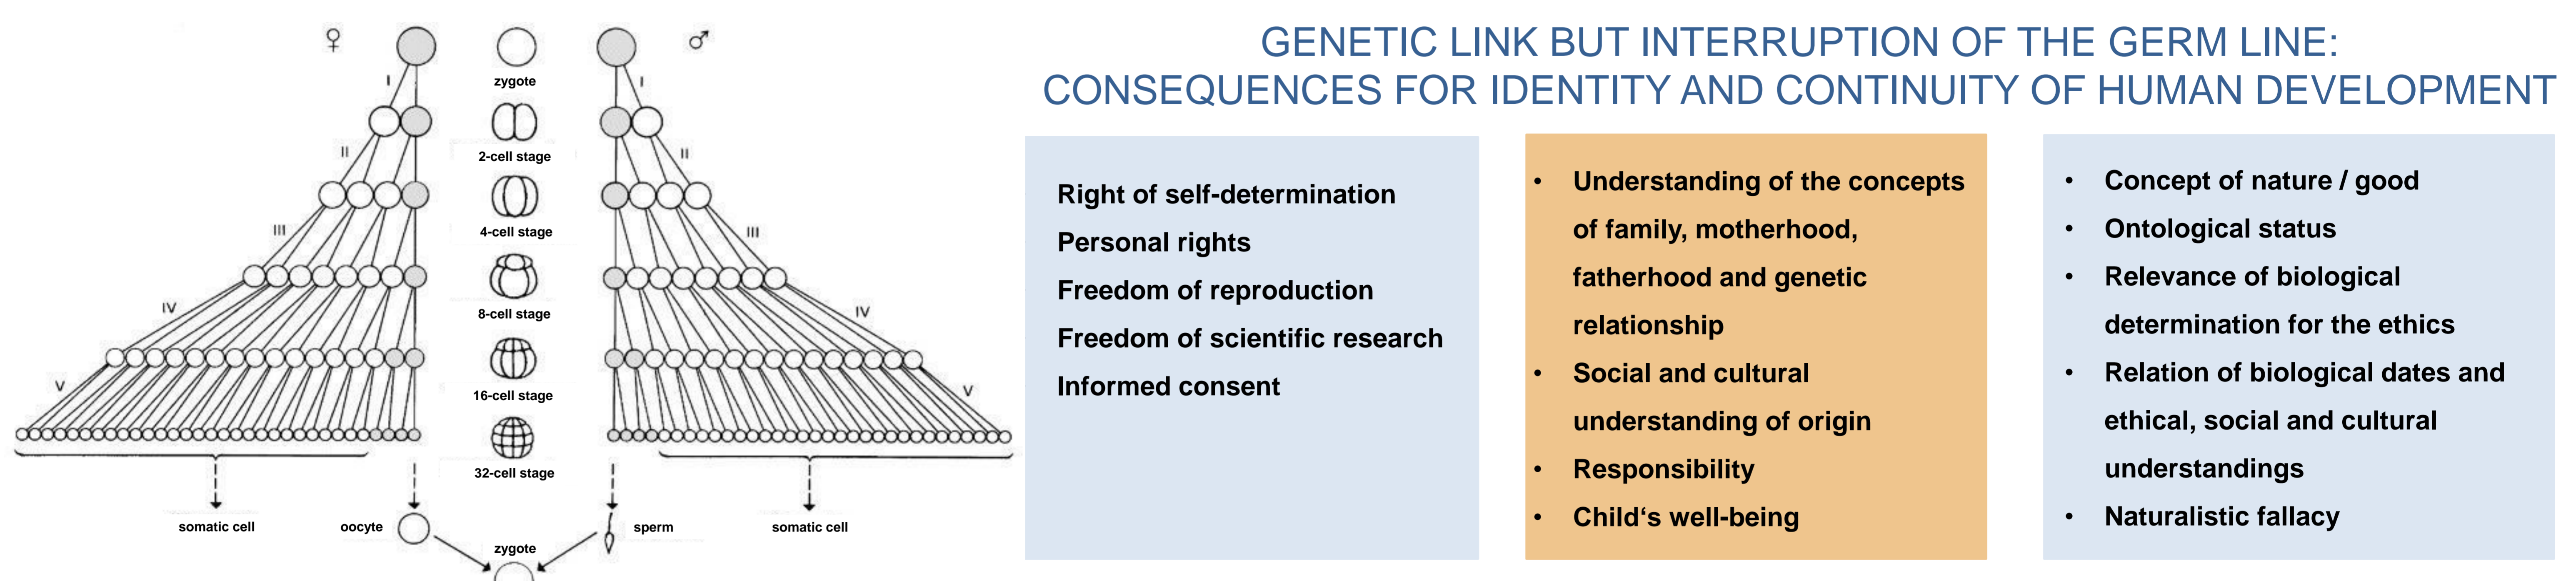 ♀
♂
zygote
I
I
2-cell stage
II
II
4-cell stage
III
III
8-cell stage
IV
IV
16-cell stage
V
V
32-cell stage
somatic cell
oocyte
sperm
somatic cell
zygote
GENETIC LINK BUT INTERRUPTION OF THE GERM LINE:
CONSEQUENCES FOR IDENTITY AND CONTINUITY OF HUMAN DEVELOPMENT
Right of self-determination
Personal rights
Freedom of reproduction
Freedom of scientific research
Informed consent
• Understanding of the concepts
of family, motherhood,
fatherhood and genetic
relationship
• Social and cultural
understanding of origin
• Responsibility
• Child‘s well-being
• Concept of nature / good
• Ontological status
• Relevance of biological
determination for the ethics
• Relation of biological dates and
ethical, social and cultural
understandings
• Naturalistic fallacy